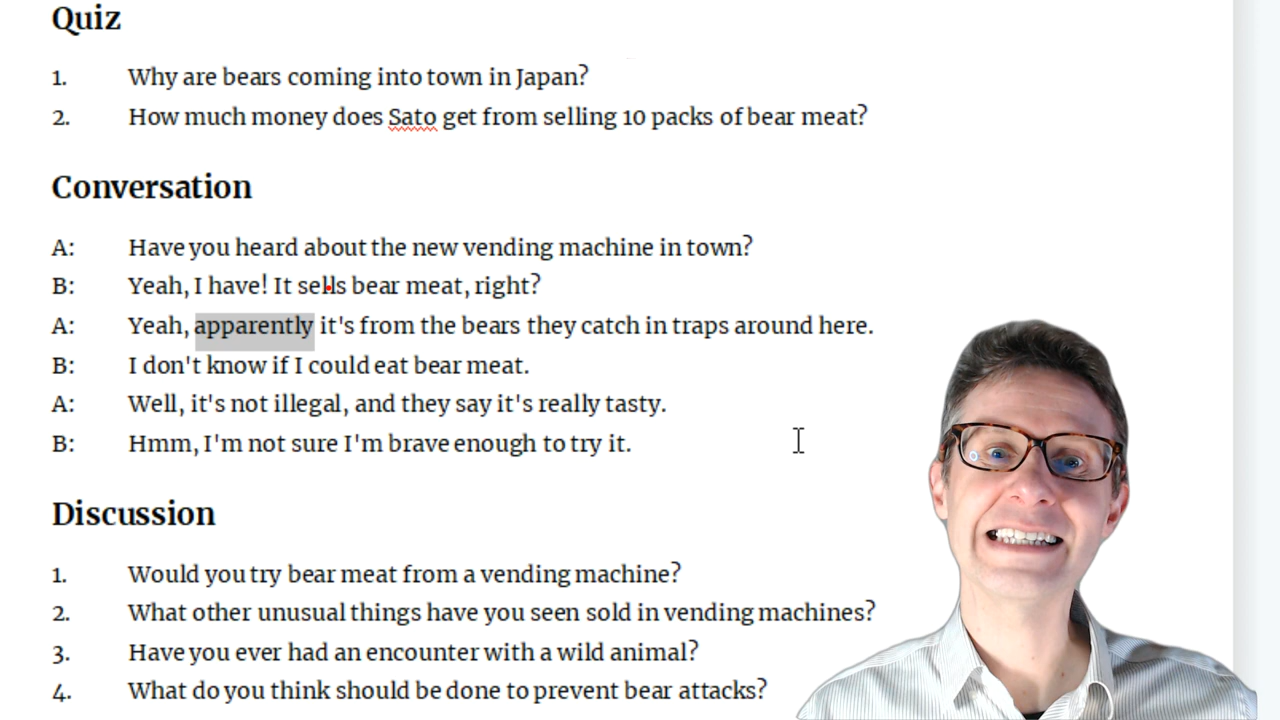 Quiz
1. Why are bears coming into town in Japan?
2. How much money does Sato get from selling 10 packs of bear meat?
Conversation
A: Have you heard about the new vending machine in town?
B: Yeah, I have! It sells bear meat, right?
A: Yeah, apparently it's from the bears they catch in traps around here.
B: I don't know if I could eat bear meat.
A: Well, it's not illegal, and they say it's really tasty.
B: Hmm, I'm not sure I'm brave enough to try it.
Discussion
1. Would you try bear meat from a vending machine?
2. What other unusual things have you seen sold in vending machines?
3. Have you ever had an encounter with a wild animal?
4. What do you think should be done to prevent bear attacks?